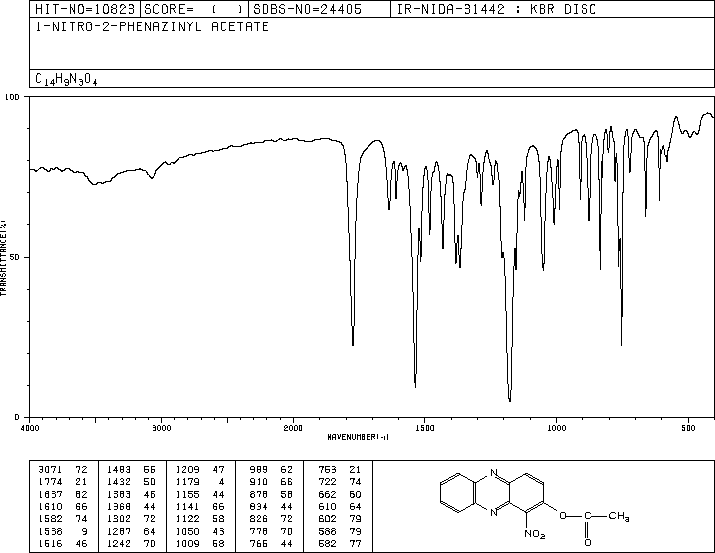 HIT-NO=10823 SCORE= ( ) SDBS-NO=24405 IR-NIDA-31442 : KBR DISC
1-NITRO-2-PHENAZINYL ACETATE
C14H9N3O4
100
TRANSMITTANCE(%)
50
0
4000 3000 2000 1500 1000 500
WAVENUMBER(-1)
3071 72 1483 56 1209 47 989 62 753 21
1774 21 1432 50 1179 4 910 66 722 74
1637 62 1383 46 1155 44 878 58 662 60
1610 66 1368 44 1141 66 834 44 610 64
1582 74 1302 72 1122 58 826 72 602 79
1538 9 1287 64 1050 43 778 70 588 79
1516 46 1242 70 1009 58 766 44 582 77
N
N
NO2
O
C
CH3
O